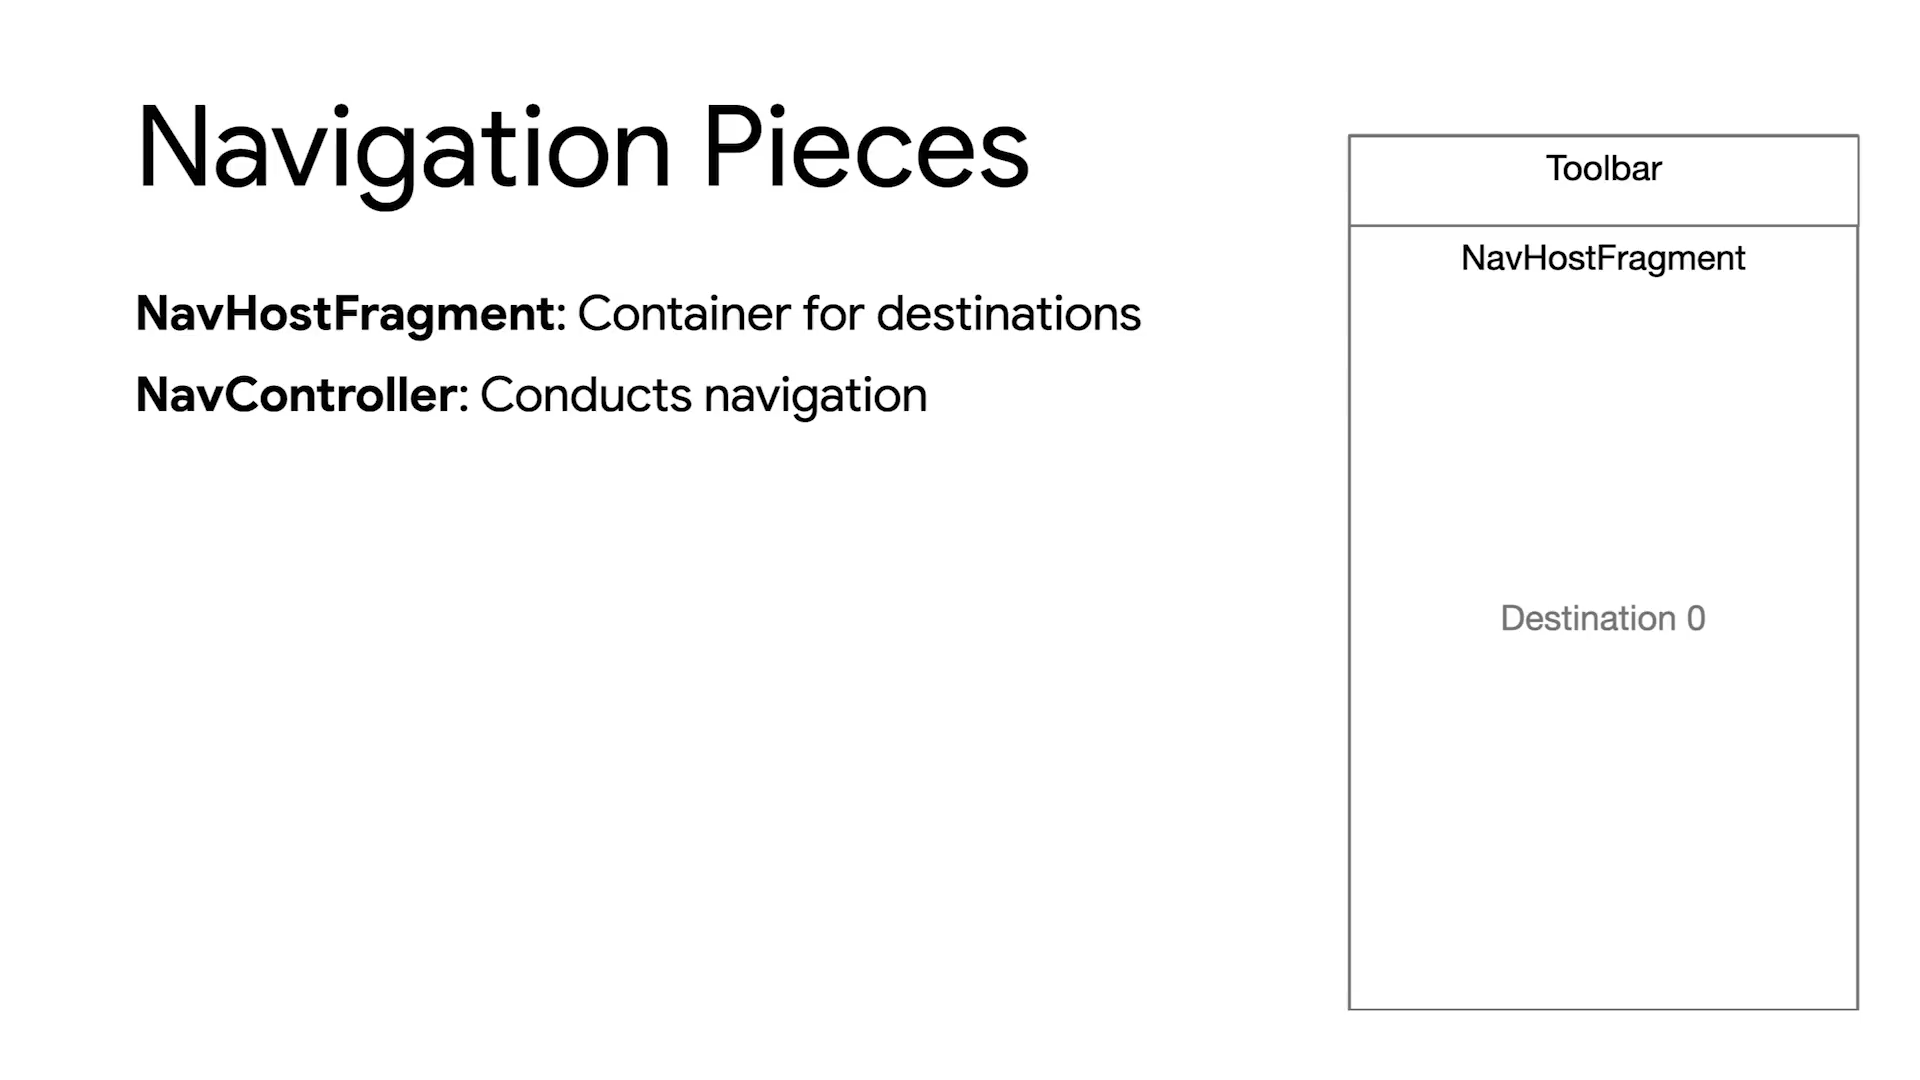 Navigation Pieces
NavHostFragment: Container for destinations
NavController: Conducts navigation
Toolbar
NavHostFragment
Destination 0